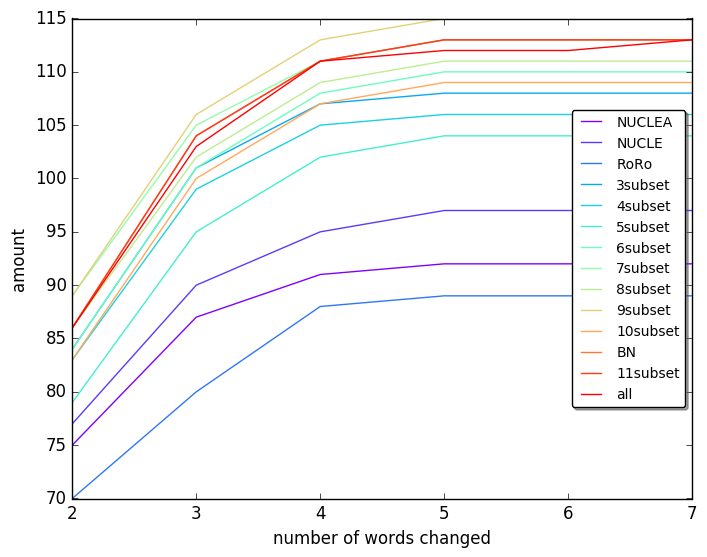 115
110
105
100
95
90
85
80
75
70
amount
2 3 4 5 6 7
number of words changed
NUCLEA
NUCLE
RoRo
3subset
4subset
5subset
6subset
7subset
8subset
9subset
10subset
BN
11subset
all